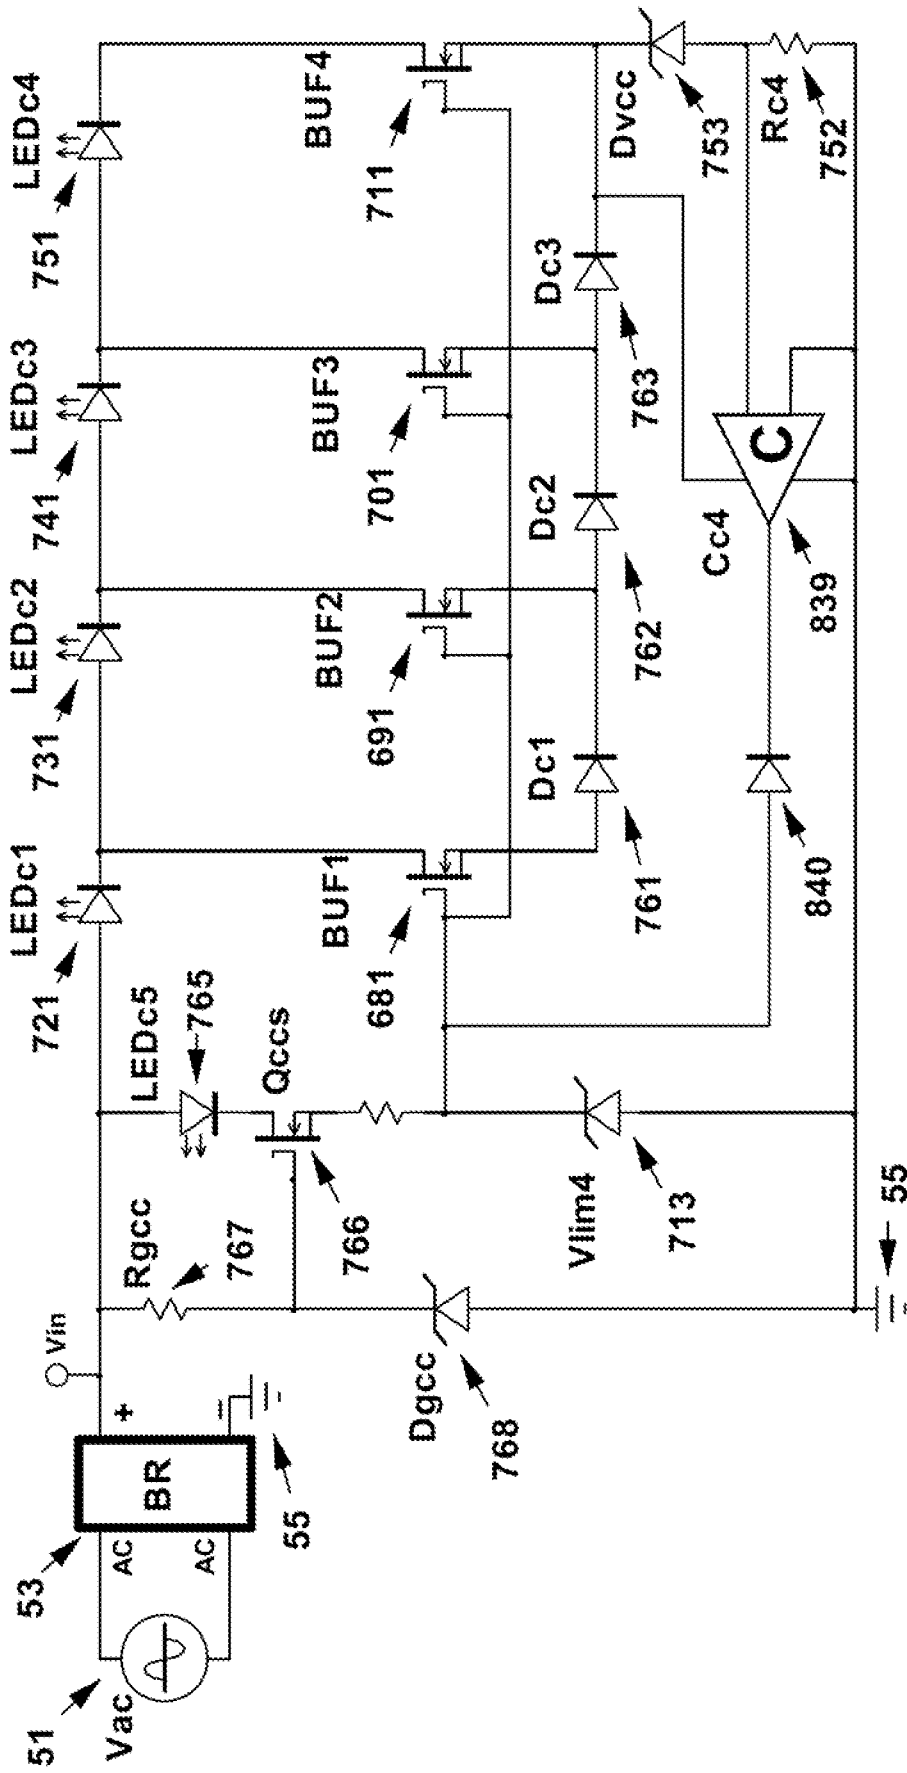 51
Vac
53
AC
AC
BR
+
55
Vin
Rgcc
767
Dgcc
768
LEDc5
765
Qccs
766
Vlim4
713
55
721
LEDc1
731
LEDc2
741
LEDc3
751
LEDc4
BUF1
681
BUF2
691
BUF3
701
BUF4
711
Dc1
761
Dc2
762
Dc3
763
Dvcc
753
Rc4
752
C
Cc4
839
840